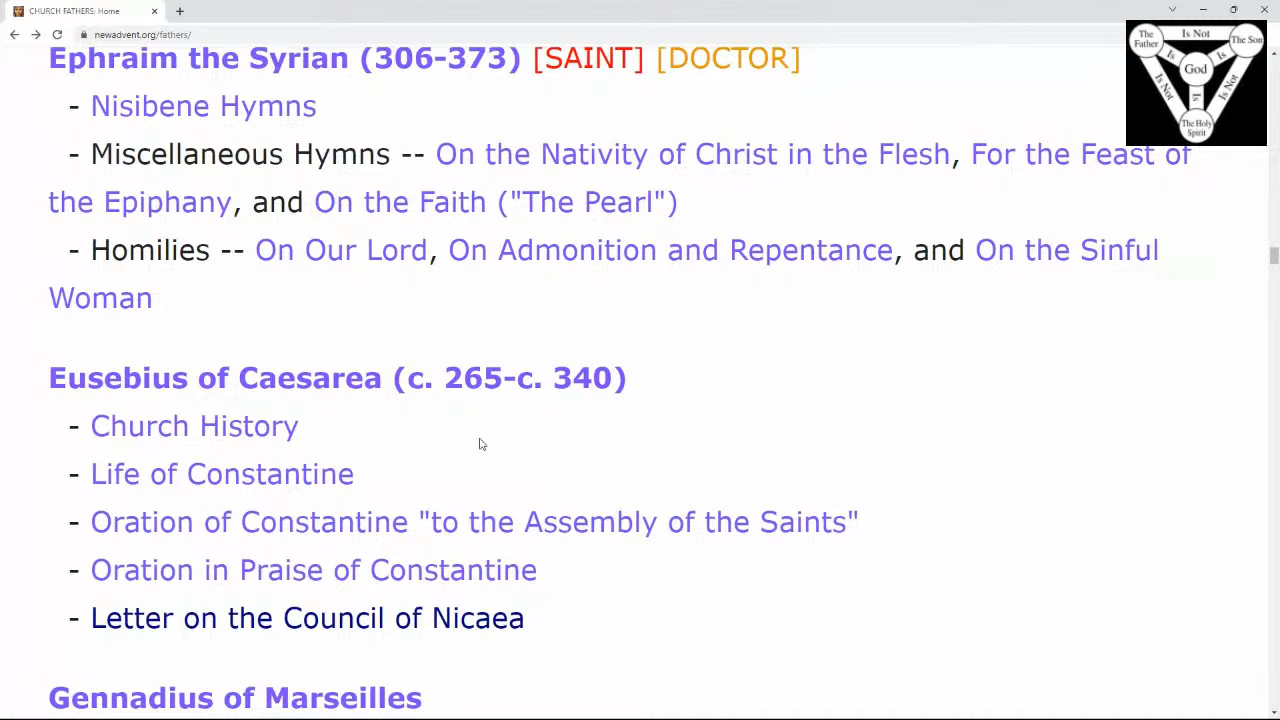 CHURCH FATHERS: Home
newadvent.org/fathers/
Ephraim the Syrian (306-373) [SAINT] [DOCTOR]
- Nisibene Hymns
- Miscellaneous Hymns -- On the Nativity of Christ in the Flesh, For the Feast of
the Epiphany, and On the Faith ("The Pearl")
- Homilies -- On Our Lord, On Admonition and Repentance, and On the Sinful
Woman
Eusebius of Caesarea (c. 265-c. 340)
- Church History
- Life of Constantine
- Oration of Constantine "to the Assembly of the Saints"
- Oration in Praise of Constantine
- Letter on the Council of Nicaea
Gennadius of Marseilles
The
Father
Is Not
The Son
Is
Is
God
Is Not
Is
Is Not
The Holy
Spirit